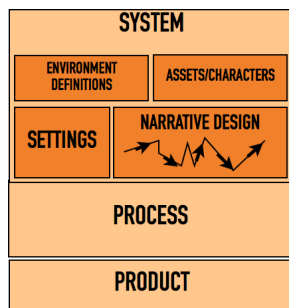 SYSTEM
ENVIRONMENT
DEFINITIONS
ASSETS/CHARACTERS
SETTINGS
NARRATIVE DESIGN
PROCESS
PRODUCT